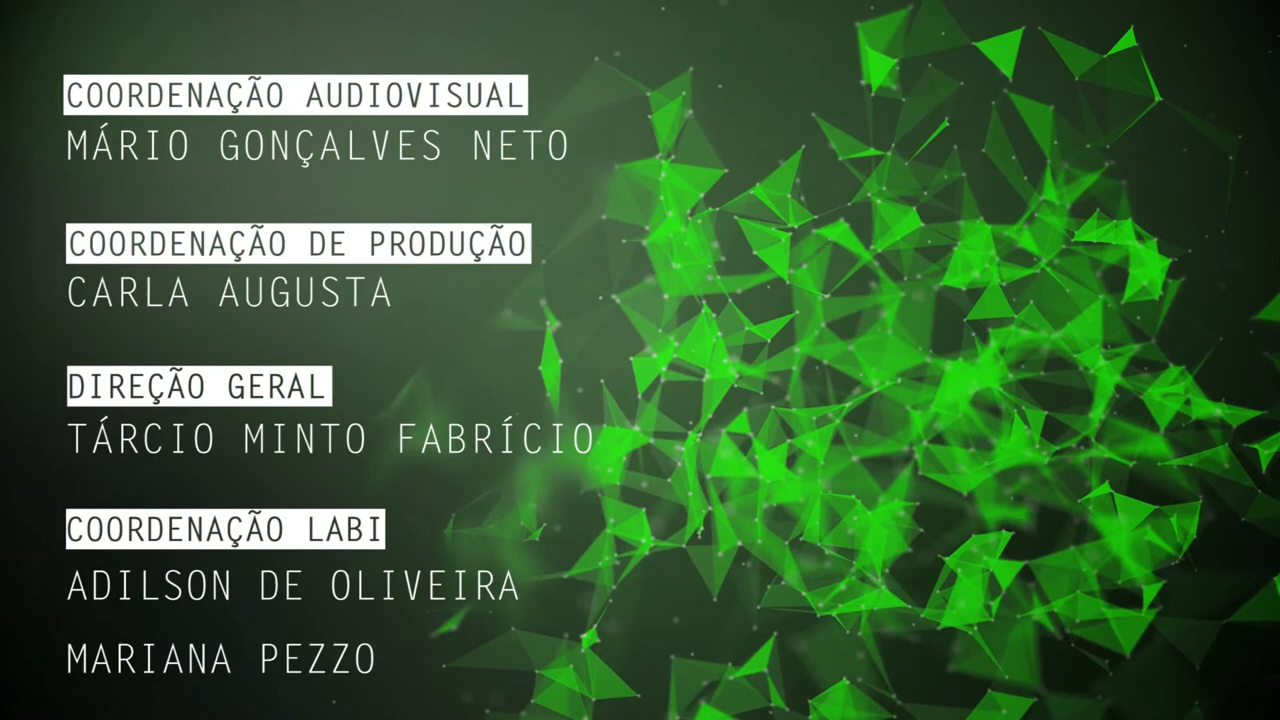 COORDENAÇÃO AUDIOVISUAL
MÁRIO GONÇALVES NETO
COORDENAÇÃO DE PRODUÇÃO
CARLA AUGUSTA
DIREÇÃO GERAL
TÁRCIO MINTO FABRÍCIO
COORDENAÇÃO LABI
ADILSON DE OLIVEIRA
MARIANA PEZZO